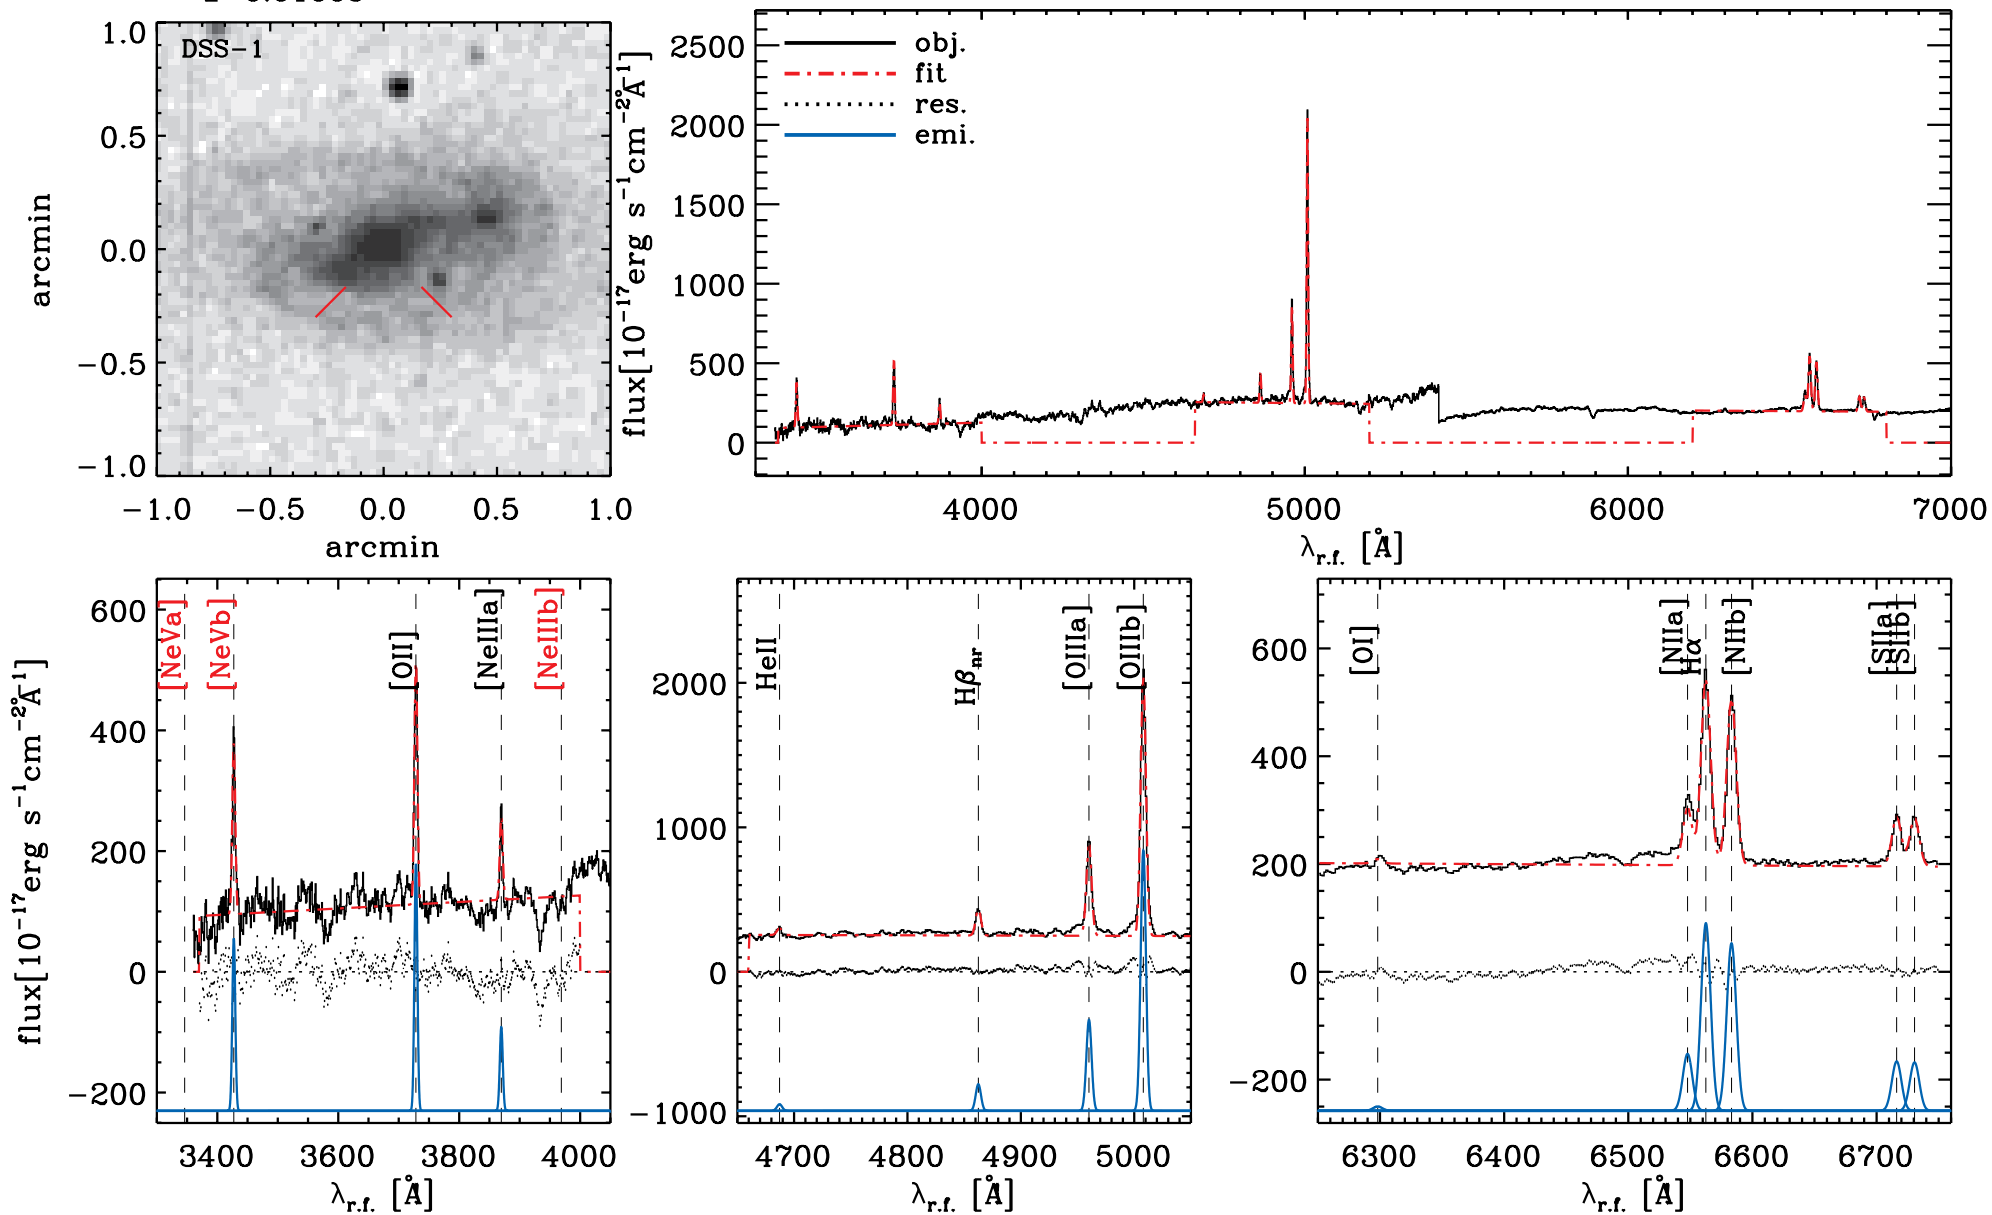 DSS-1
1.0
0.5
0.0
−0.5
−1.0
arcmin
−1.0 −0.5 0.0 0.5 1.0
arcmin
obj.
fit
res.
emi.
2500
2000
1500
1000
500
0
flux[10⁻¹⁷erg s⁻¹cm⁻²Å⁻¹]
4000 5000 6000 7000
λr.f. [Å]
[NeVa]
[NeVb]
[OII]
[NeIIIa]
[NeIIIb]
600
400
200
0
−200
flux[10⁻¹⁷erg s⁻¹cm⁻²Å⁻¹]
3400 3600 3800 4000
λr.f. [Å]
HeII
Hβnr
[OIIIa]
[OIIIb]
2000
1000
0
−1000
4700 4800 4900 5000
λr.f. [Å]
[OI]
[NIIa]
Hα
[NIIb]
[SIIa]
[SIIb]
600
400
200
0
−200
6300 6400 6500 6600 6700
λr.f. [Å]